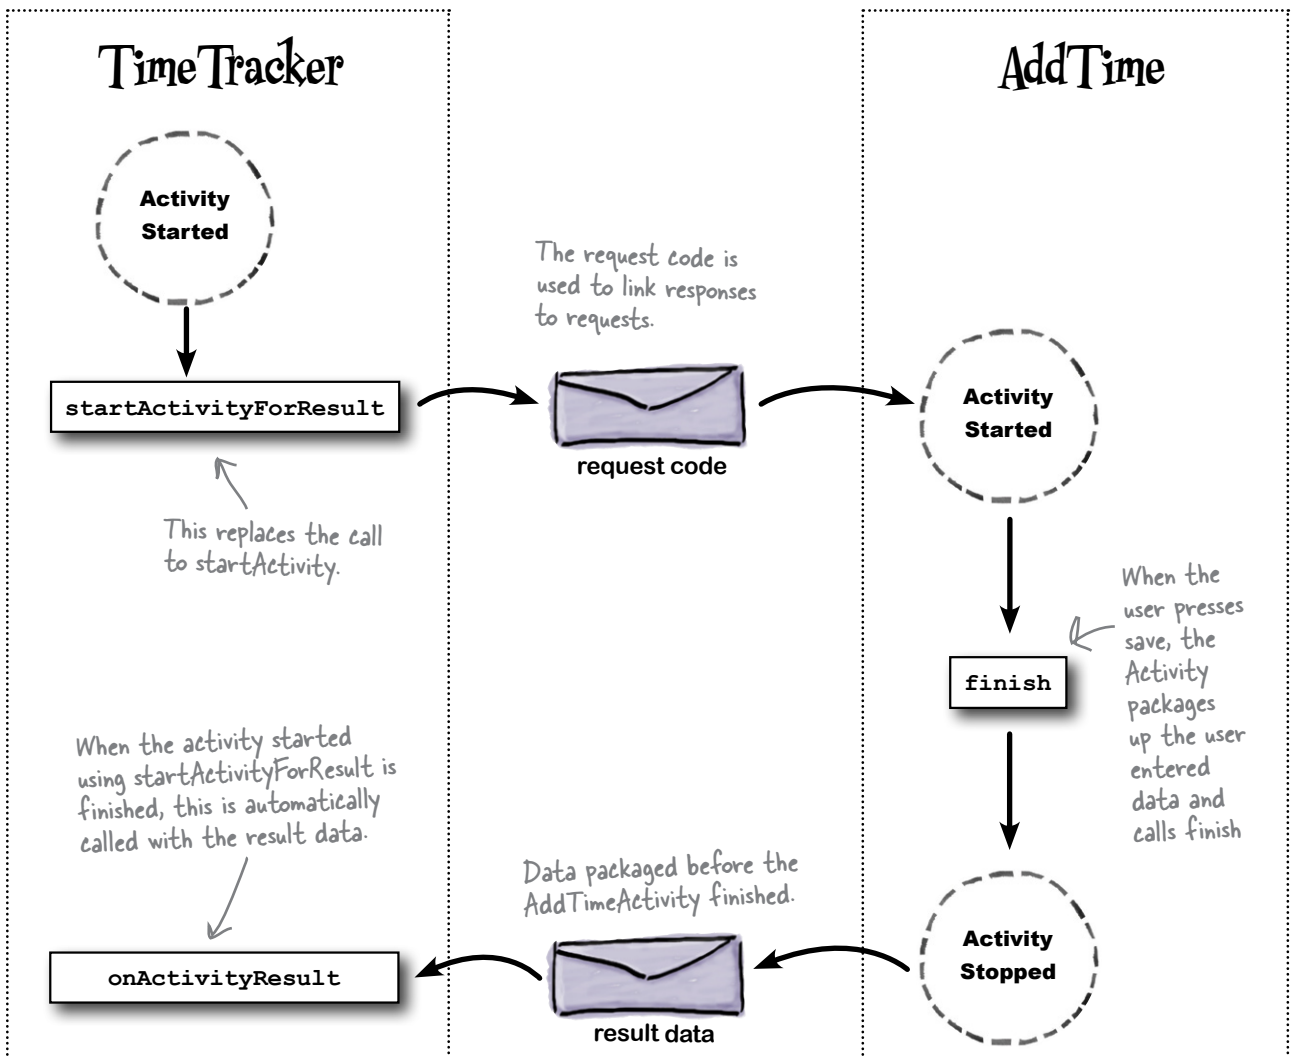 TimeTracker
AddTime
Activity
Started
The request code is
used to link responses
to requests.
startActivityForResult
request code
Activity
Started
This replaces the call
to startActivity.
When the
user presses
save, the
Activity
packages
up the user
entered
data and
calls finish
finish
When the activity started
using startActivityForResult is
finished, this is automatically
called with the result data.
Data packaged before the
AddTimeActivity finished.
Activity
Stopped
onActivityResult
result data